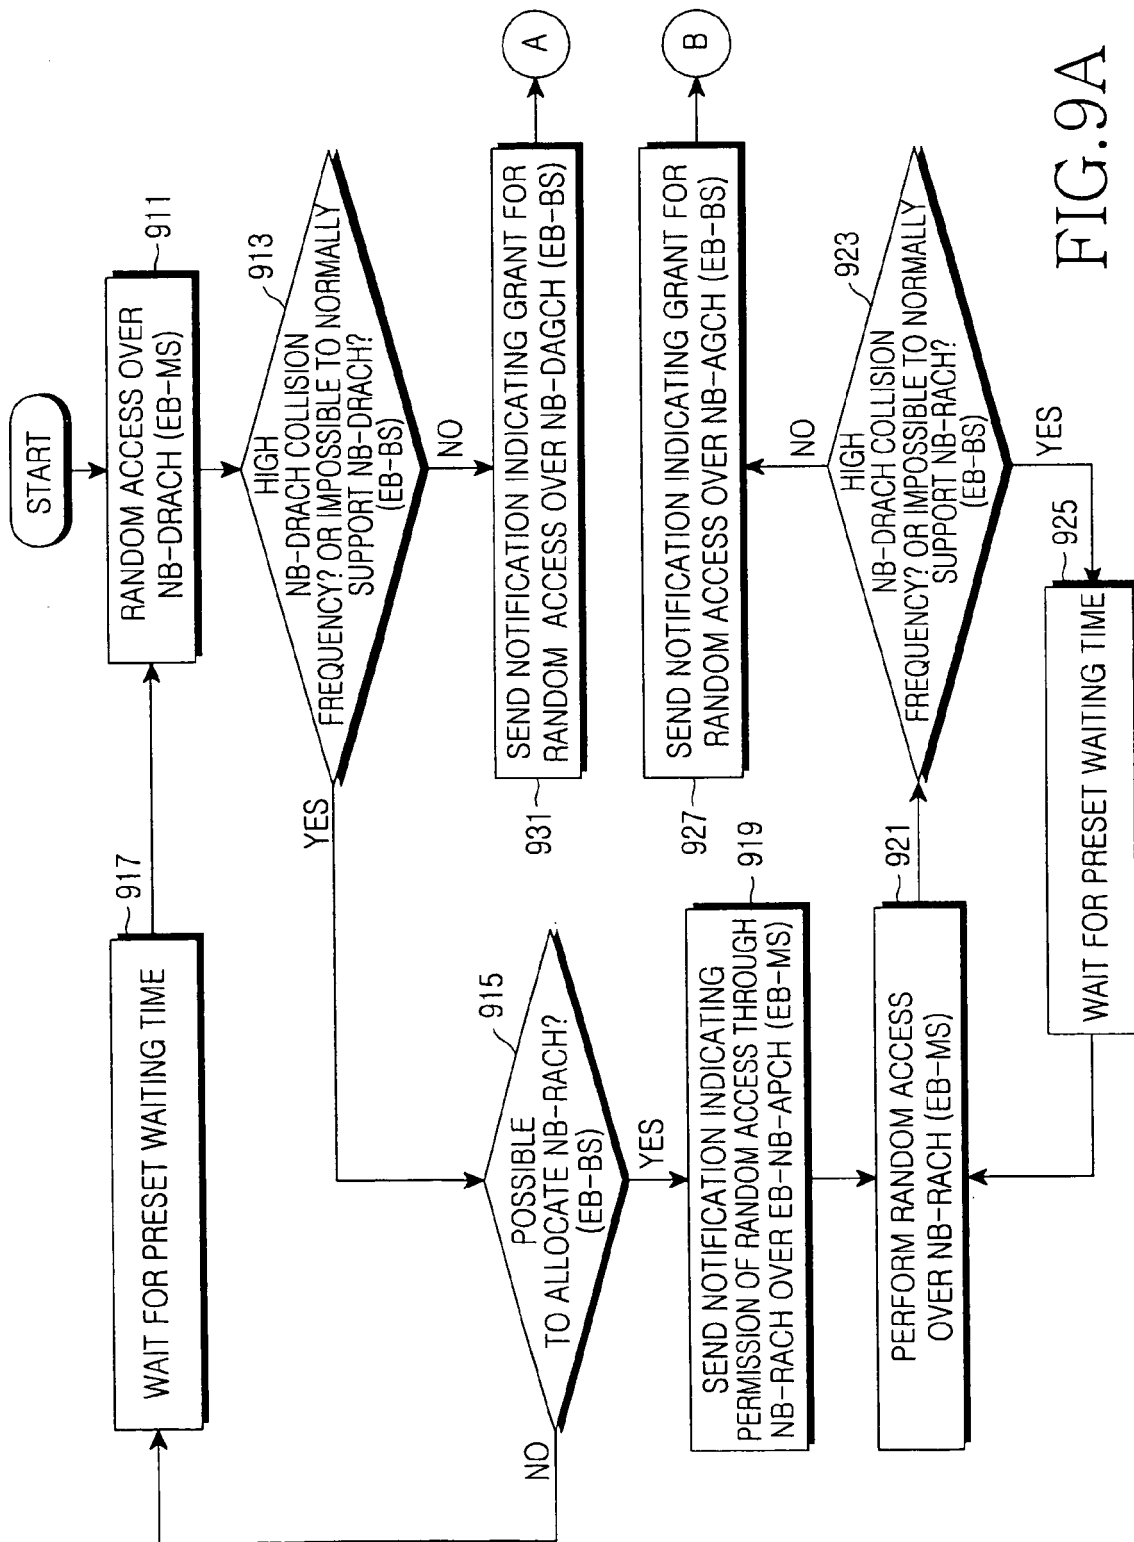 START
RANDOM ACCESS OVER
NB-DRACH (EB-MS)
911
HIGH
NB-DRACH COLLISION
FREQUENCY? OR IMPOSSIBLE TO NORMALLY
SUPPORT NB-DRACH?
(EB-BS)
913
YES
NO
WAIT FOR PRESET WAITING TIME
917
POSSIBLE
TO ALLOCATE NB-RACH?
(EB-BS)
915
NO
YES
SEND NOTIFICATION INDICATING GRANT FOR
RANDOM ACCESS OVER NB-DAGCH (EB-BS)
931
A
SEND NOTIFICATION INDICATING
PERMISSION OF RANDOM ACCESS THROUGH
NB-RACH OVER EB-NB-APCH (EB-MS)
919
SEND NOTIFICATION INDICATING GRANT FOR
RANDOM ACCESS OVER NB-AGCH (EB-BS)
927
B
PERFORM RANDOM ACCESS
OVER NB-RACH (EB-MS)
921
HIGH
NB-DRACH COLLISION
FREQUENCY? OR IMPOSSIBLE TO NORMALLY
SUPPORT NB-RACH?
(EB-BS)
923
NO
YES
WAIT FOR PRESET WAITING TIME
925
FIG.9A